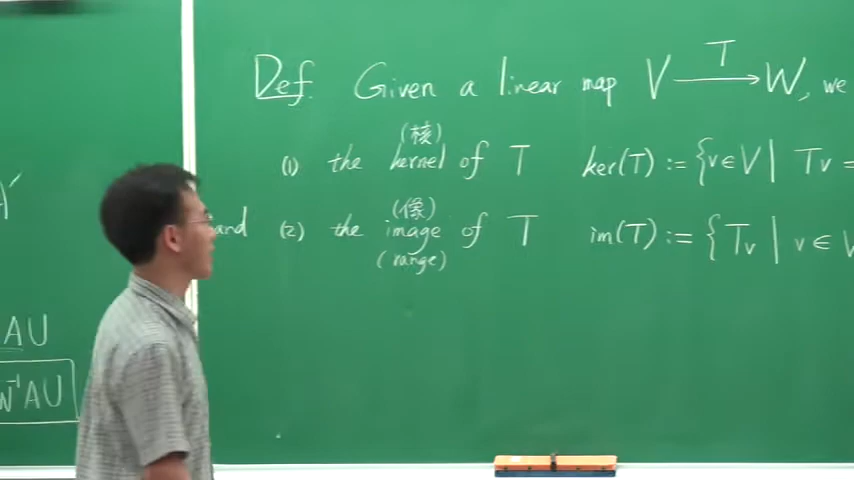 Def. Given a linear map V —T→ W, we
(核)
(1) the kernel of T ker(T) := {v∈V | Tv =
(像)
and (2) the image of T im(T) := {Tv | v∈V
(range)
AU
W⁻¹AU